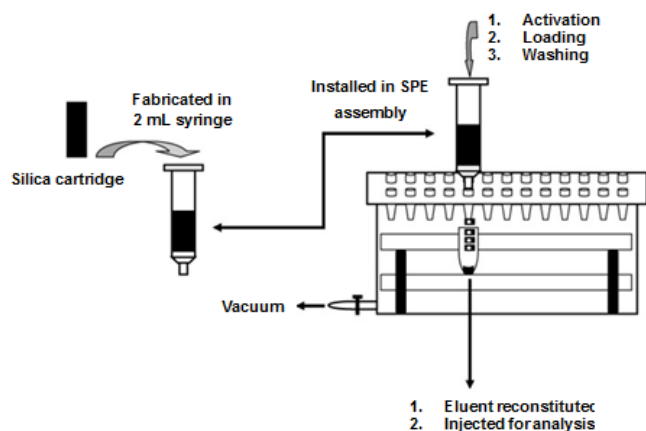 1. Activation
2. Loading
3. Washing
Installed in SPE
assembly
Fabricated in
2 mL syringe
Silica cartridge
Vacuum
1. Eluent reconstituted
2. Injected for analysis